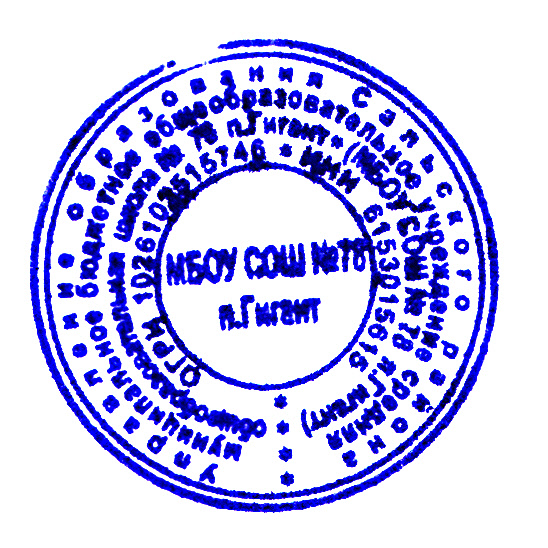 Управление образования Сальского района
муниципальное бюджетное общеобразовательное учреждение средняя
общеобразовательная школа № 78 п.Гигант * (МБОУ СОШ № 78 п.Гигант)
ОГРН 1026102515746 * ИНН 6153015615
МБОУ СОШ №78
п.Гигант